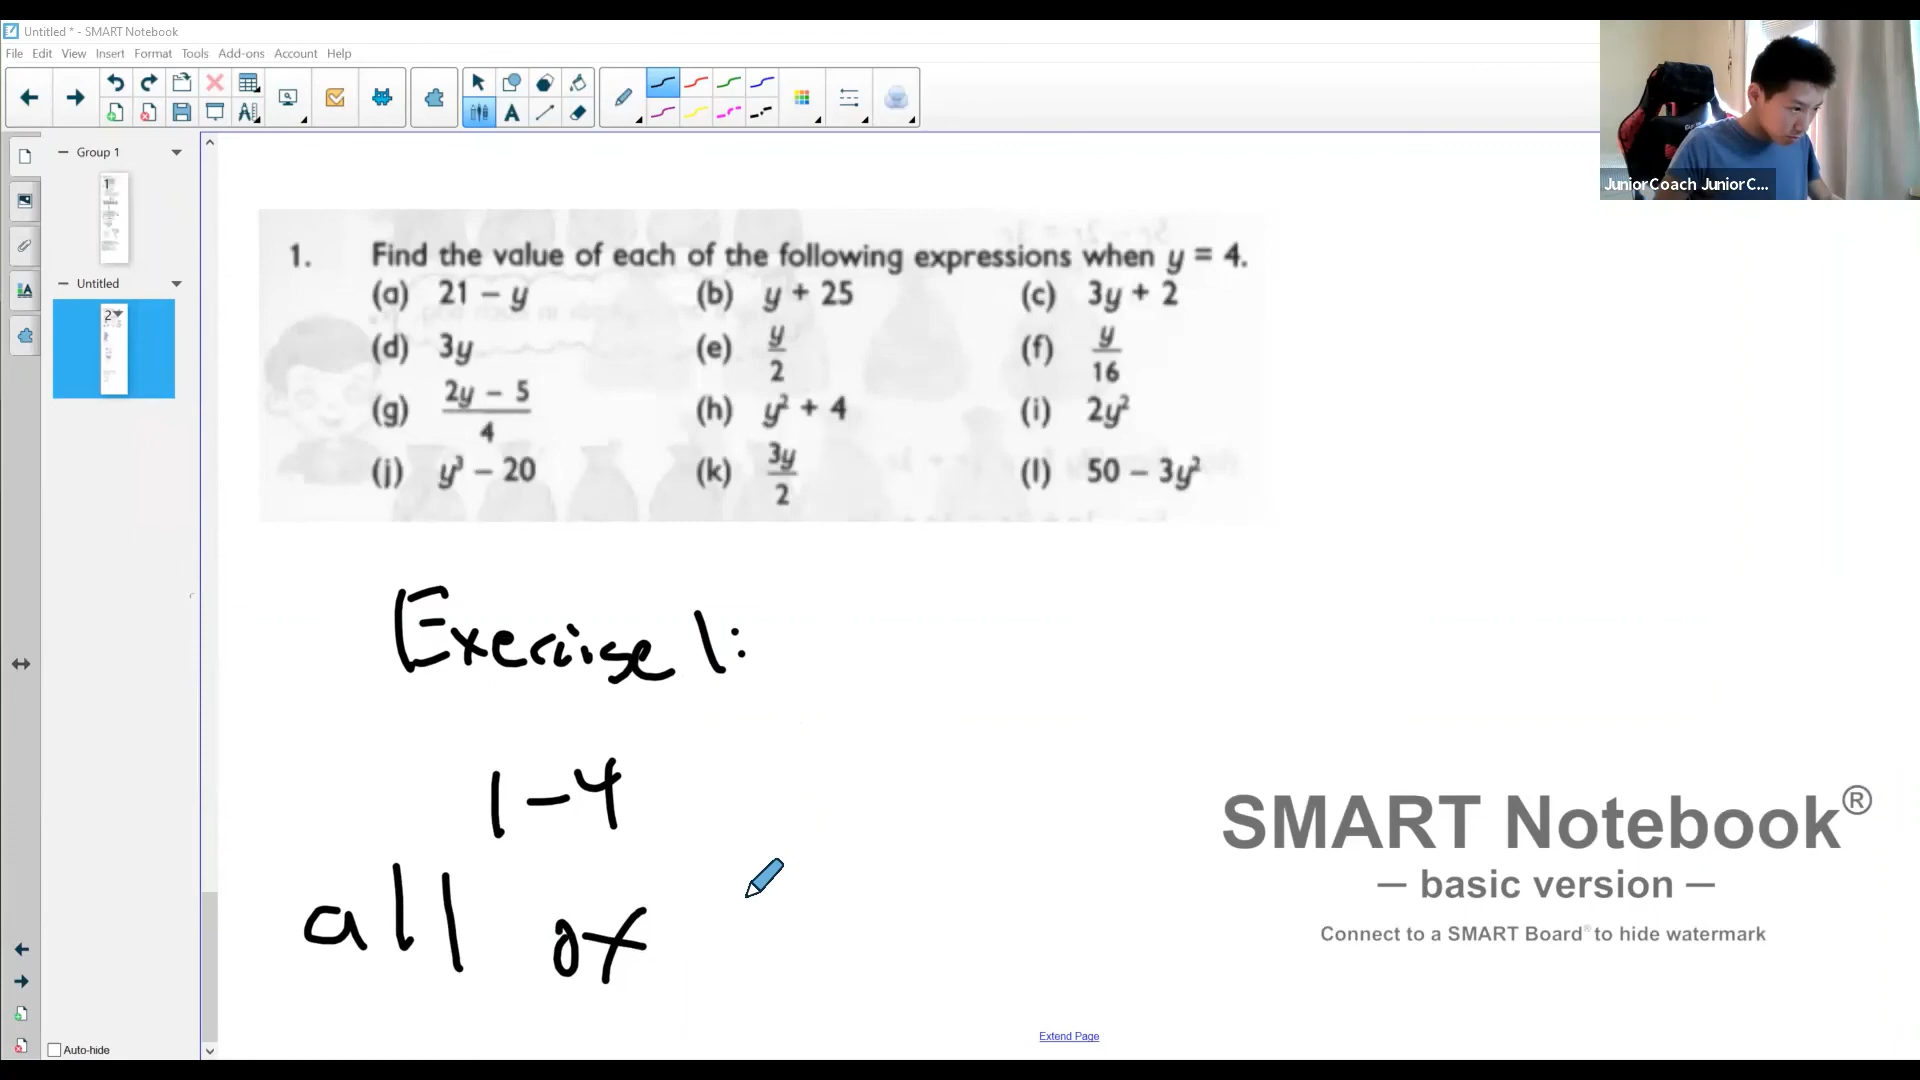 Untitled * - SMART Notebook
File Edit View Insert Format Tools Add-ons Account Help
JuniorCoach JuniorC...
Group 1
1
Untitled
2
1. Find the value of each of the following expressions when y = 4.
(a) 21 − y (b) y + 25 (c) 3y + 2
(d) 3y (e) y/2 (f) y/16
(g) (2y − 5)/4 (h) y² + 4 (i) 2y²
(j) y³ − 20 (k) 3y/2 (l) 50 − 3y²
Exercise 1:
1-4
all of
SMART Notebook®
— basic version —
Connect to a SMART Board® to hide watermark
Extend Page
Auto-hide